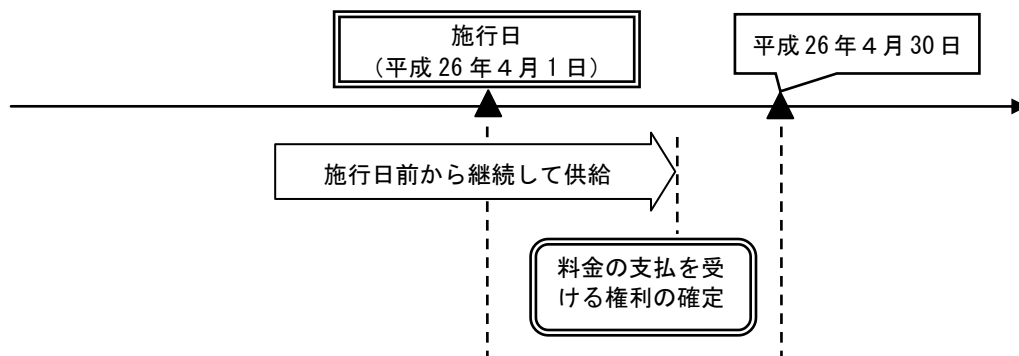 施行日
（平成 26 年４月１日）
平成 26 年４月 30 日
施行日前から継続して供給
料金の支払を受
ける権利の確定